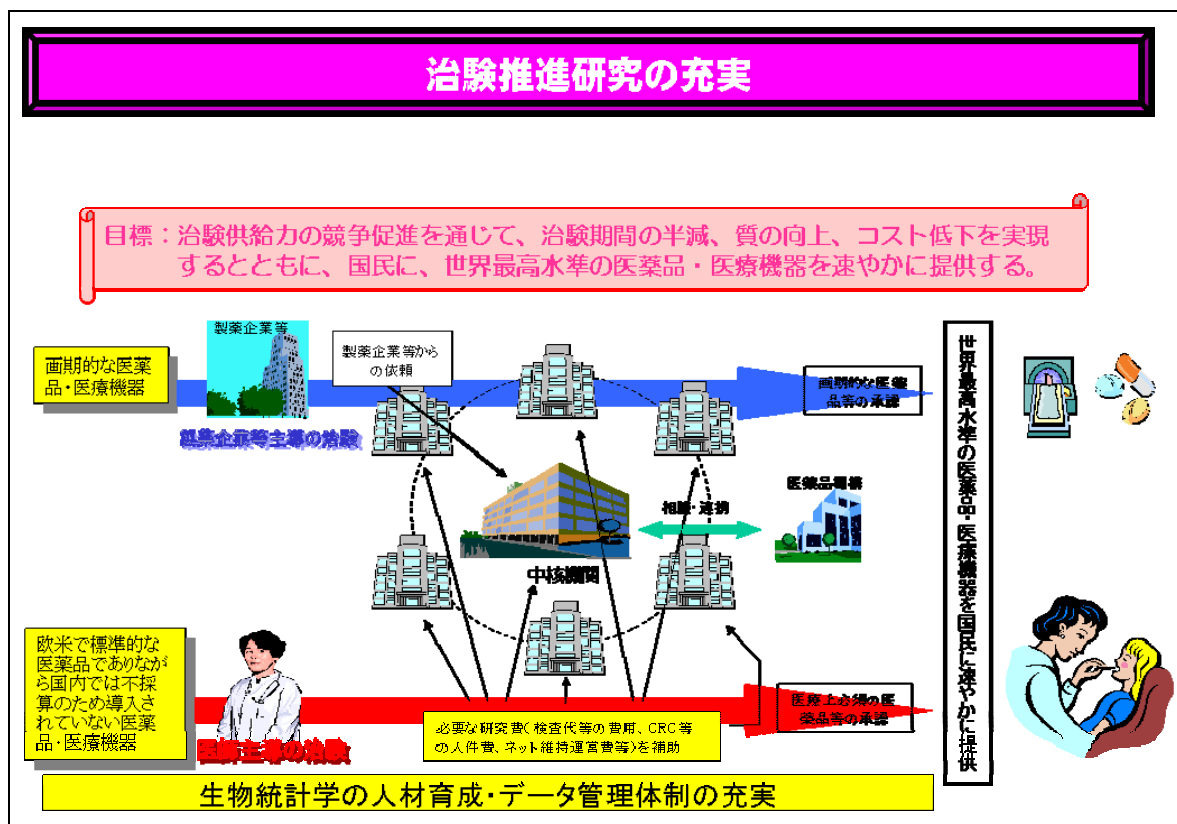 治験推進研究の充実
目標：治験供給力の競争促進を通じて、治験期間の半減、質の向上、コスト低下を実現
するとともに、国民に、世界最高水準の医薬品・医療機器を速やかに提供する。
画期的な医薬
品・医療機器
製薬企業等
製薬企業等から
の依頼
製薬企業等主導の治験
画期的な医薬
品等の承認
医薬品機構
相談・連携
中核機関
世界最高水準の医薬品・医療機器を国民に速やかに提供
欧米で標準的な
医薬品でありなが
ら国内では不採
算のため導入さ
れていない医薬
品・医療機器
医師主導の治験
必要な研究費（検査代等の費用、CRC等
の人件費、ネット維持運営費等）を補助
医療上必須の医
薬品等の承認
生物統計学の人材育成・データ管理体制の充実